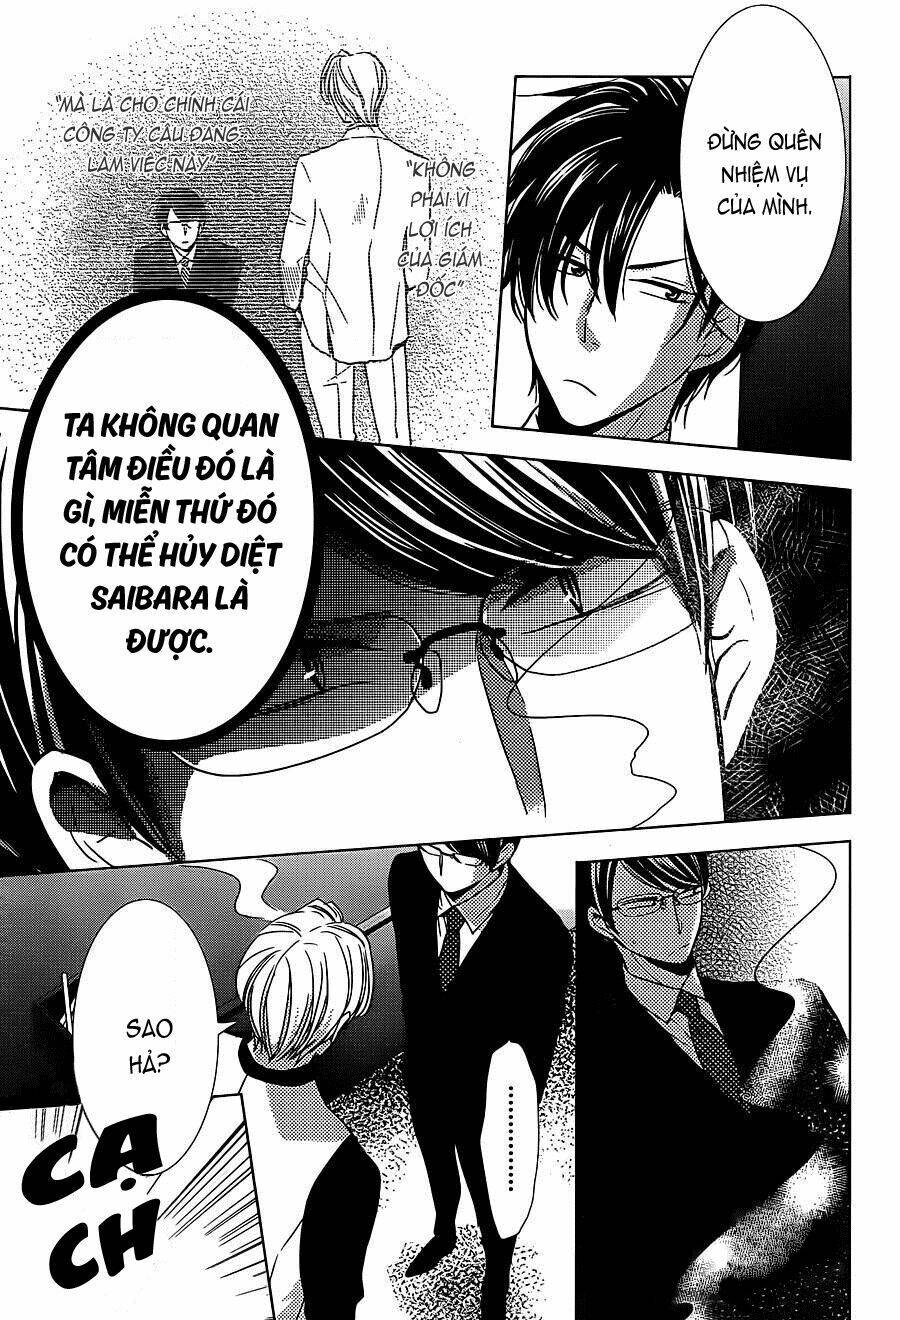 ĐỪNG QUÊN
NHIỆM VỤ
CỦA MÌNH.
"KHÔNG
PHẢI VÌ
LỢI ÍCH
CỦA GIÁM
ĐỐC"
"MÀ LÀ CHO CHÍNH CÁI
CÔNG TY CẬU ĐANG
LÀM VIỆC NÀY"
TA KHÔNG QUAN
TÂM ĐIỀU ĐÓ LÀ
GÌ, MIỄN THỨ ĐÓ
CÓ THỂ HỦY DIỆT
SAIBARA LÀ
ĐƯỢC.
..........
SAO
HẢ?
CẠ
CH